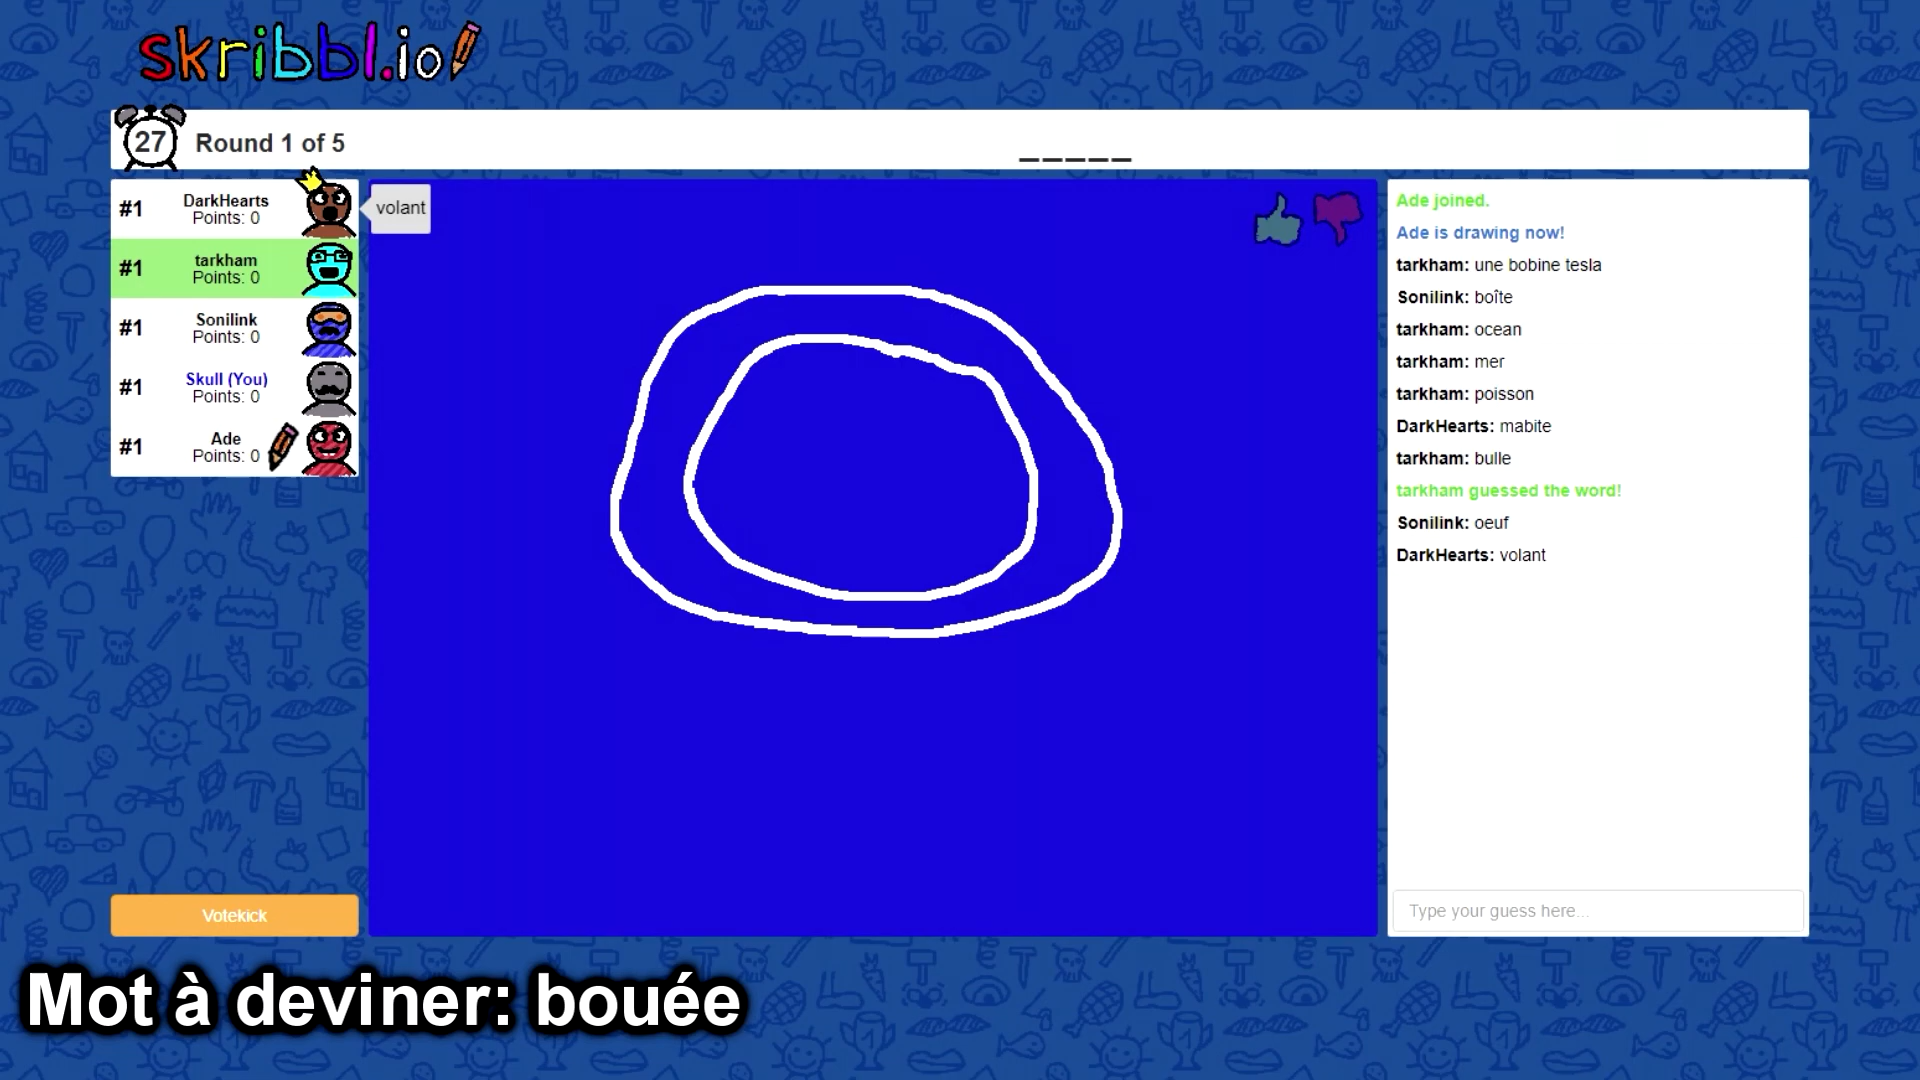 skribbl.io
27
Round 1 of 5
_ _ _ _ _
#1
DarkHearts
Points: 0
volant
#1
tarkham
Points: 0
#1
Sonilink
Points: 0
#1
Skull (You)
Points: 0
#1
Ade
Points: 0
Votekick
Ade joined.
Ade is drawing now!
tarkham: une bobine tesla
Sonilink: boîte
tarkham: ocean
tarkham: mer
tarkham: poisson
DarkHearts: mabite
tarkham: bulle
tarkham guessed the word!
Sonilink: oeuf
DarkHearts: volant
Type your guess here...
Mot à deviner: bouée